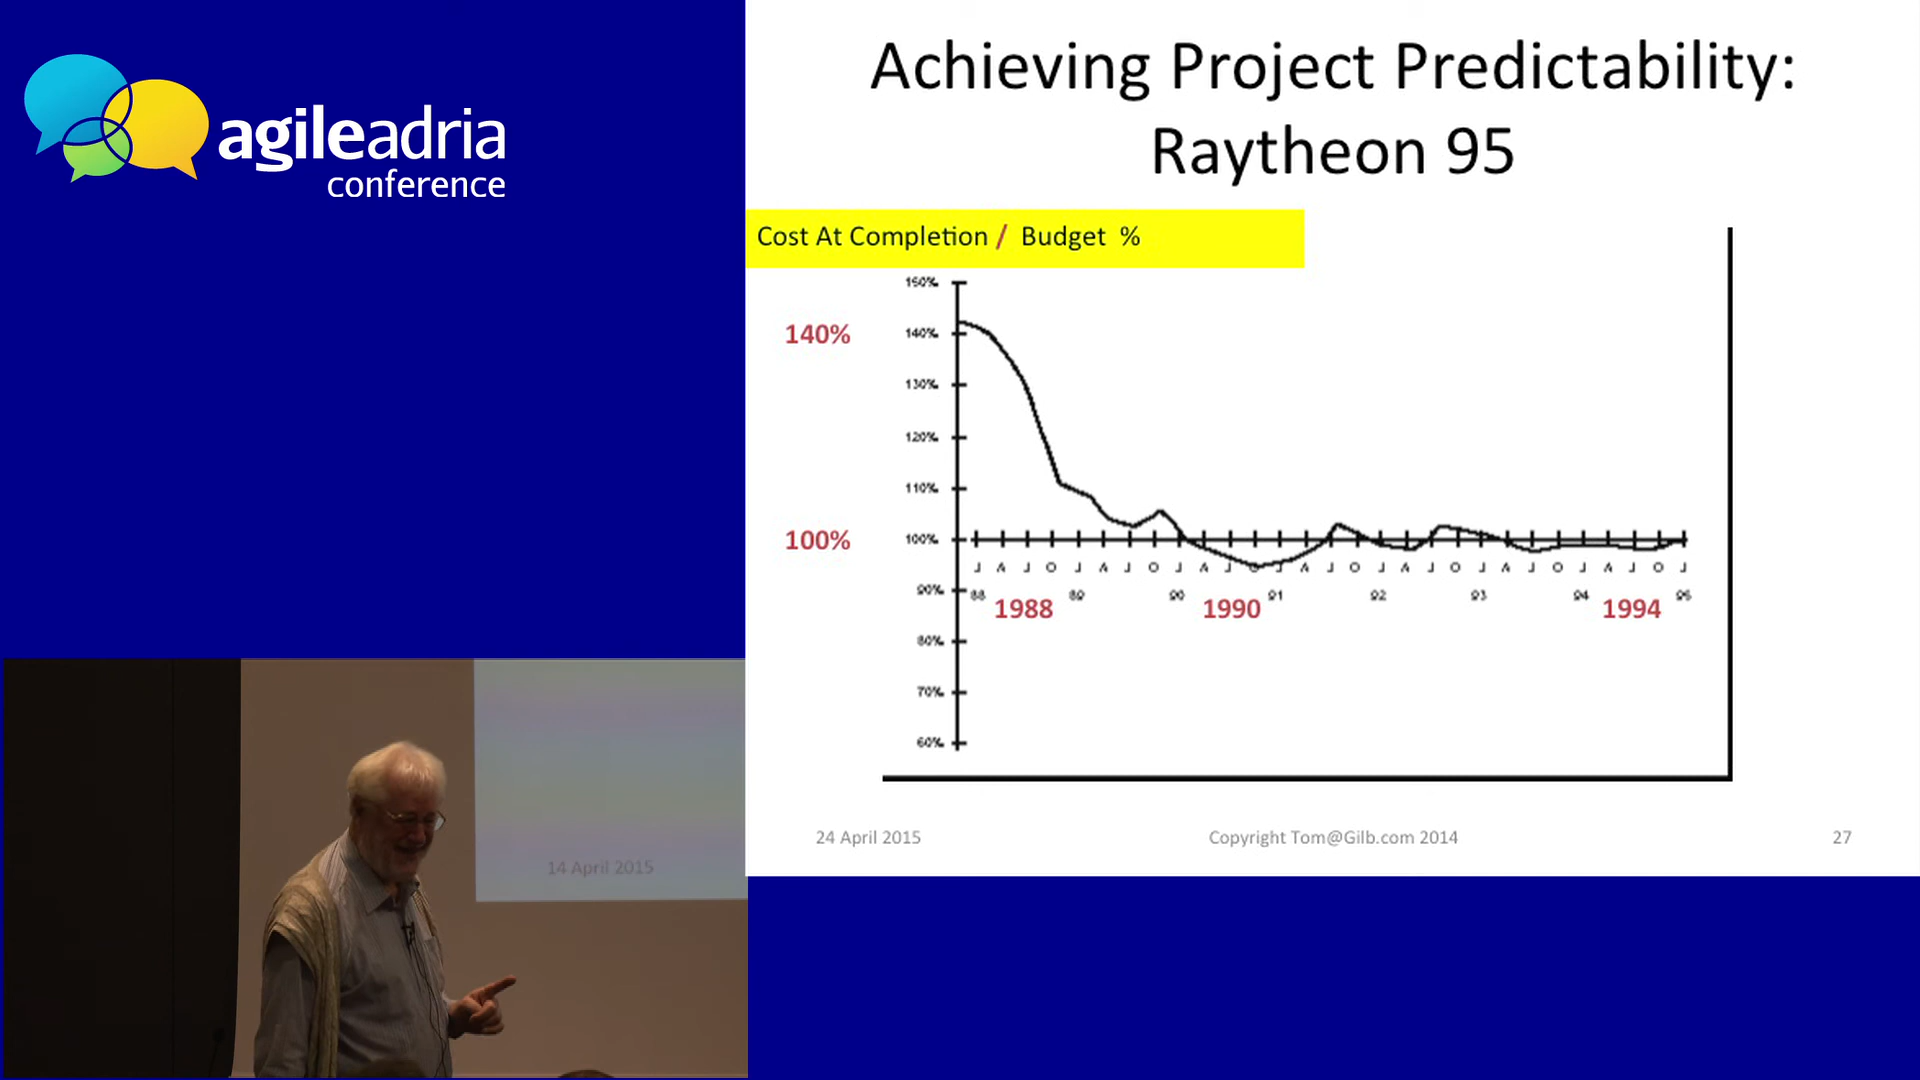 agileadria
conference
Achieving Project Predictability:
Raytheon 95
Cost At Completion / Budget %
150%
140%
140%
130%
120%
110%
100%
100%
J A J O J A J O J A J O J A J O J A J O J A J O J A J O J
90%
88 89 90 91 92 93 94 95
1988 1990 1994
80%
70%
60%
24 April 2015 Copyright Tom@Gilb.com 2014 27
14 April 2015